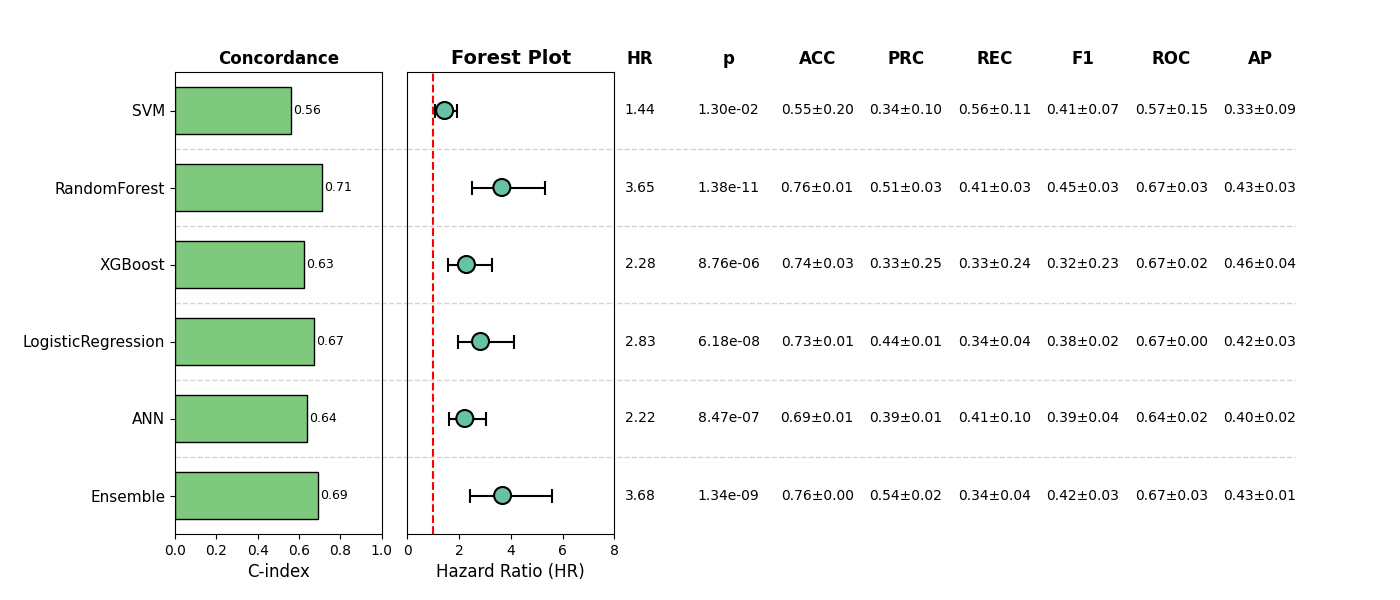 Concordance Forest Plot HR p ACC PRC REC F1 ROC AP
SVM 0.56 1.44 1.30e-02 0.55±0.20 0.34±0.10 0.56±0.11 0.41±0.07 0.57±0.15 0.33±0.09
RandomForest 0.71 3.65 1.38e-11 0.76±0.01 0.51±0.03 0.41±0.03 0.45±0.03 0.67±0.03 0.43±0.03
XGBoost 0.63 2.28 8.76e-06 0.74±0.03 0.33±0.25 0.33±0.24 0.32±0.23 0.67±0.02 0.46±0.04
LogisticRegression 0.67 2.83 6.18e-08 0.73±0.01 0.44±0.01 0.34±0.04 0.38±0.02 0.67±0.00 0.42±0.03
ANN 0.64 2.22 8.47e-07 0.69±0.01 0.39±0.01 0.41±0.10 0.39±0.04 0.64±0.02 0.40±0.02
Ensemble 0.69 3.68 1.34e-09 0.76±0.00 0.54±0.02 0.34±0.04 0.42±0.03 0.67±0.03 0.43±0.01
0.0 0.2 0.4 0.6 0.8 1.0 0 2 4 6 8
C-index Hazard Ratio (HR)